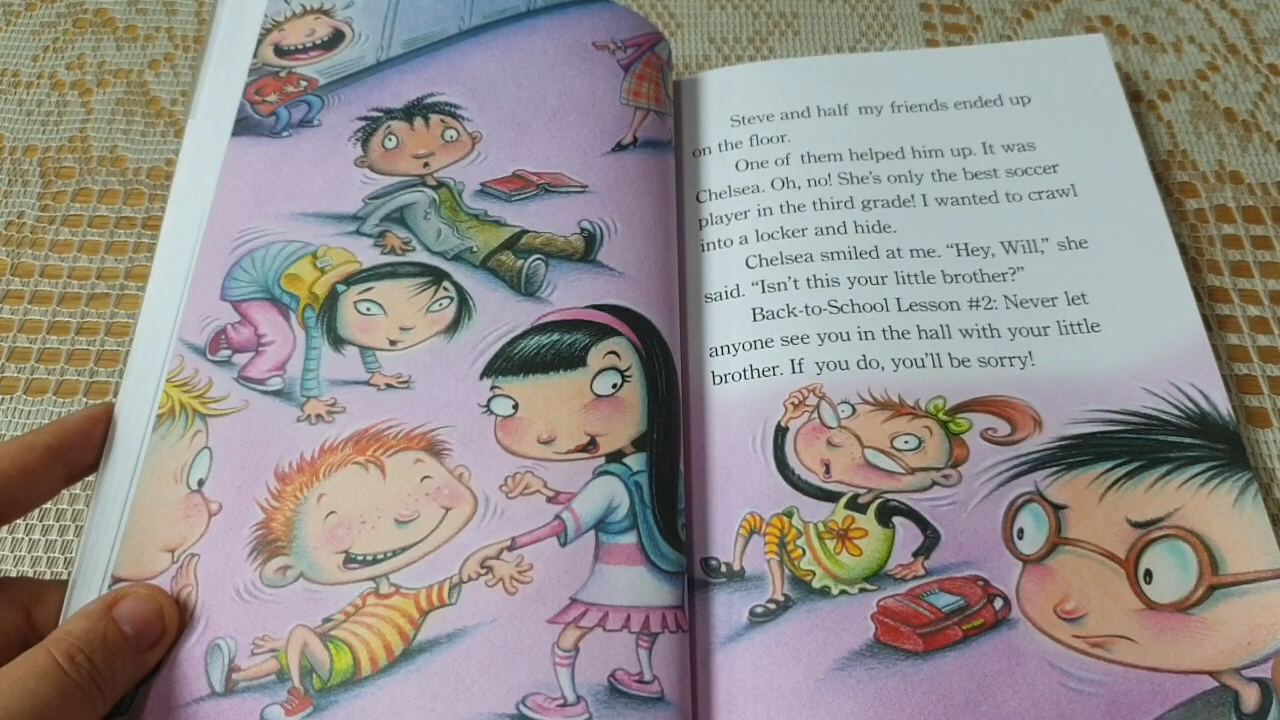 Steve and half my friends ended up
on the floor.
One of them helped him up. It was
Chelsea. Oh, no! She's only the best soccer
player in the third grade! I wanted to crawl
into a locker and hide.
Chelsea smiled at me. “Hey, Will,” she
said. “Isn't this your little brother?”
Back-to-School Lesson #2: Never let
anyone see you in the hall with your little
brother. If you do, you'll be sorry!